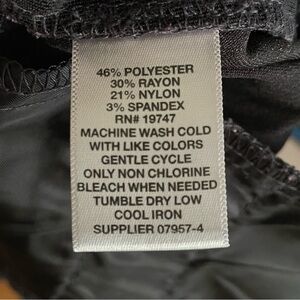 46% POLYESTER
30% RAYON
21% NYLON
3% SPANDEX
RN# 19747
MACHINE WASH COLD
WITH LIKE COLORS
GENTLE CYCLE
ONLY NON CHLORINE
BLEACH WHEN NEEDED
TUMBLE DRY LOW
COOL IRON
SUPPLIER 07957-4